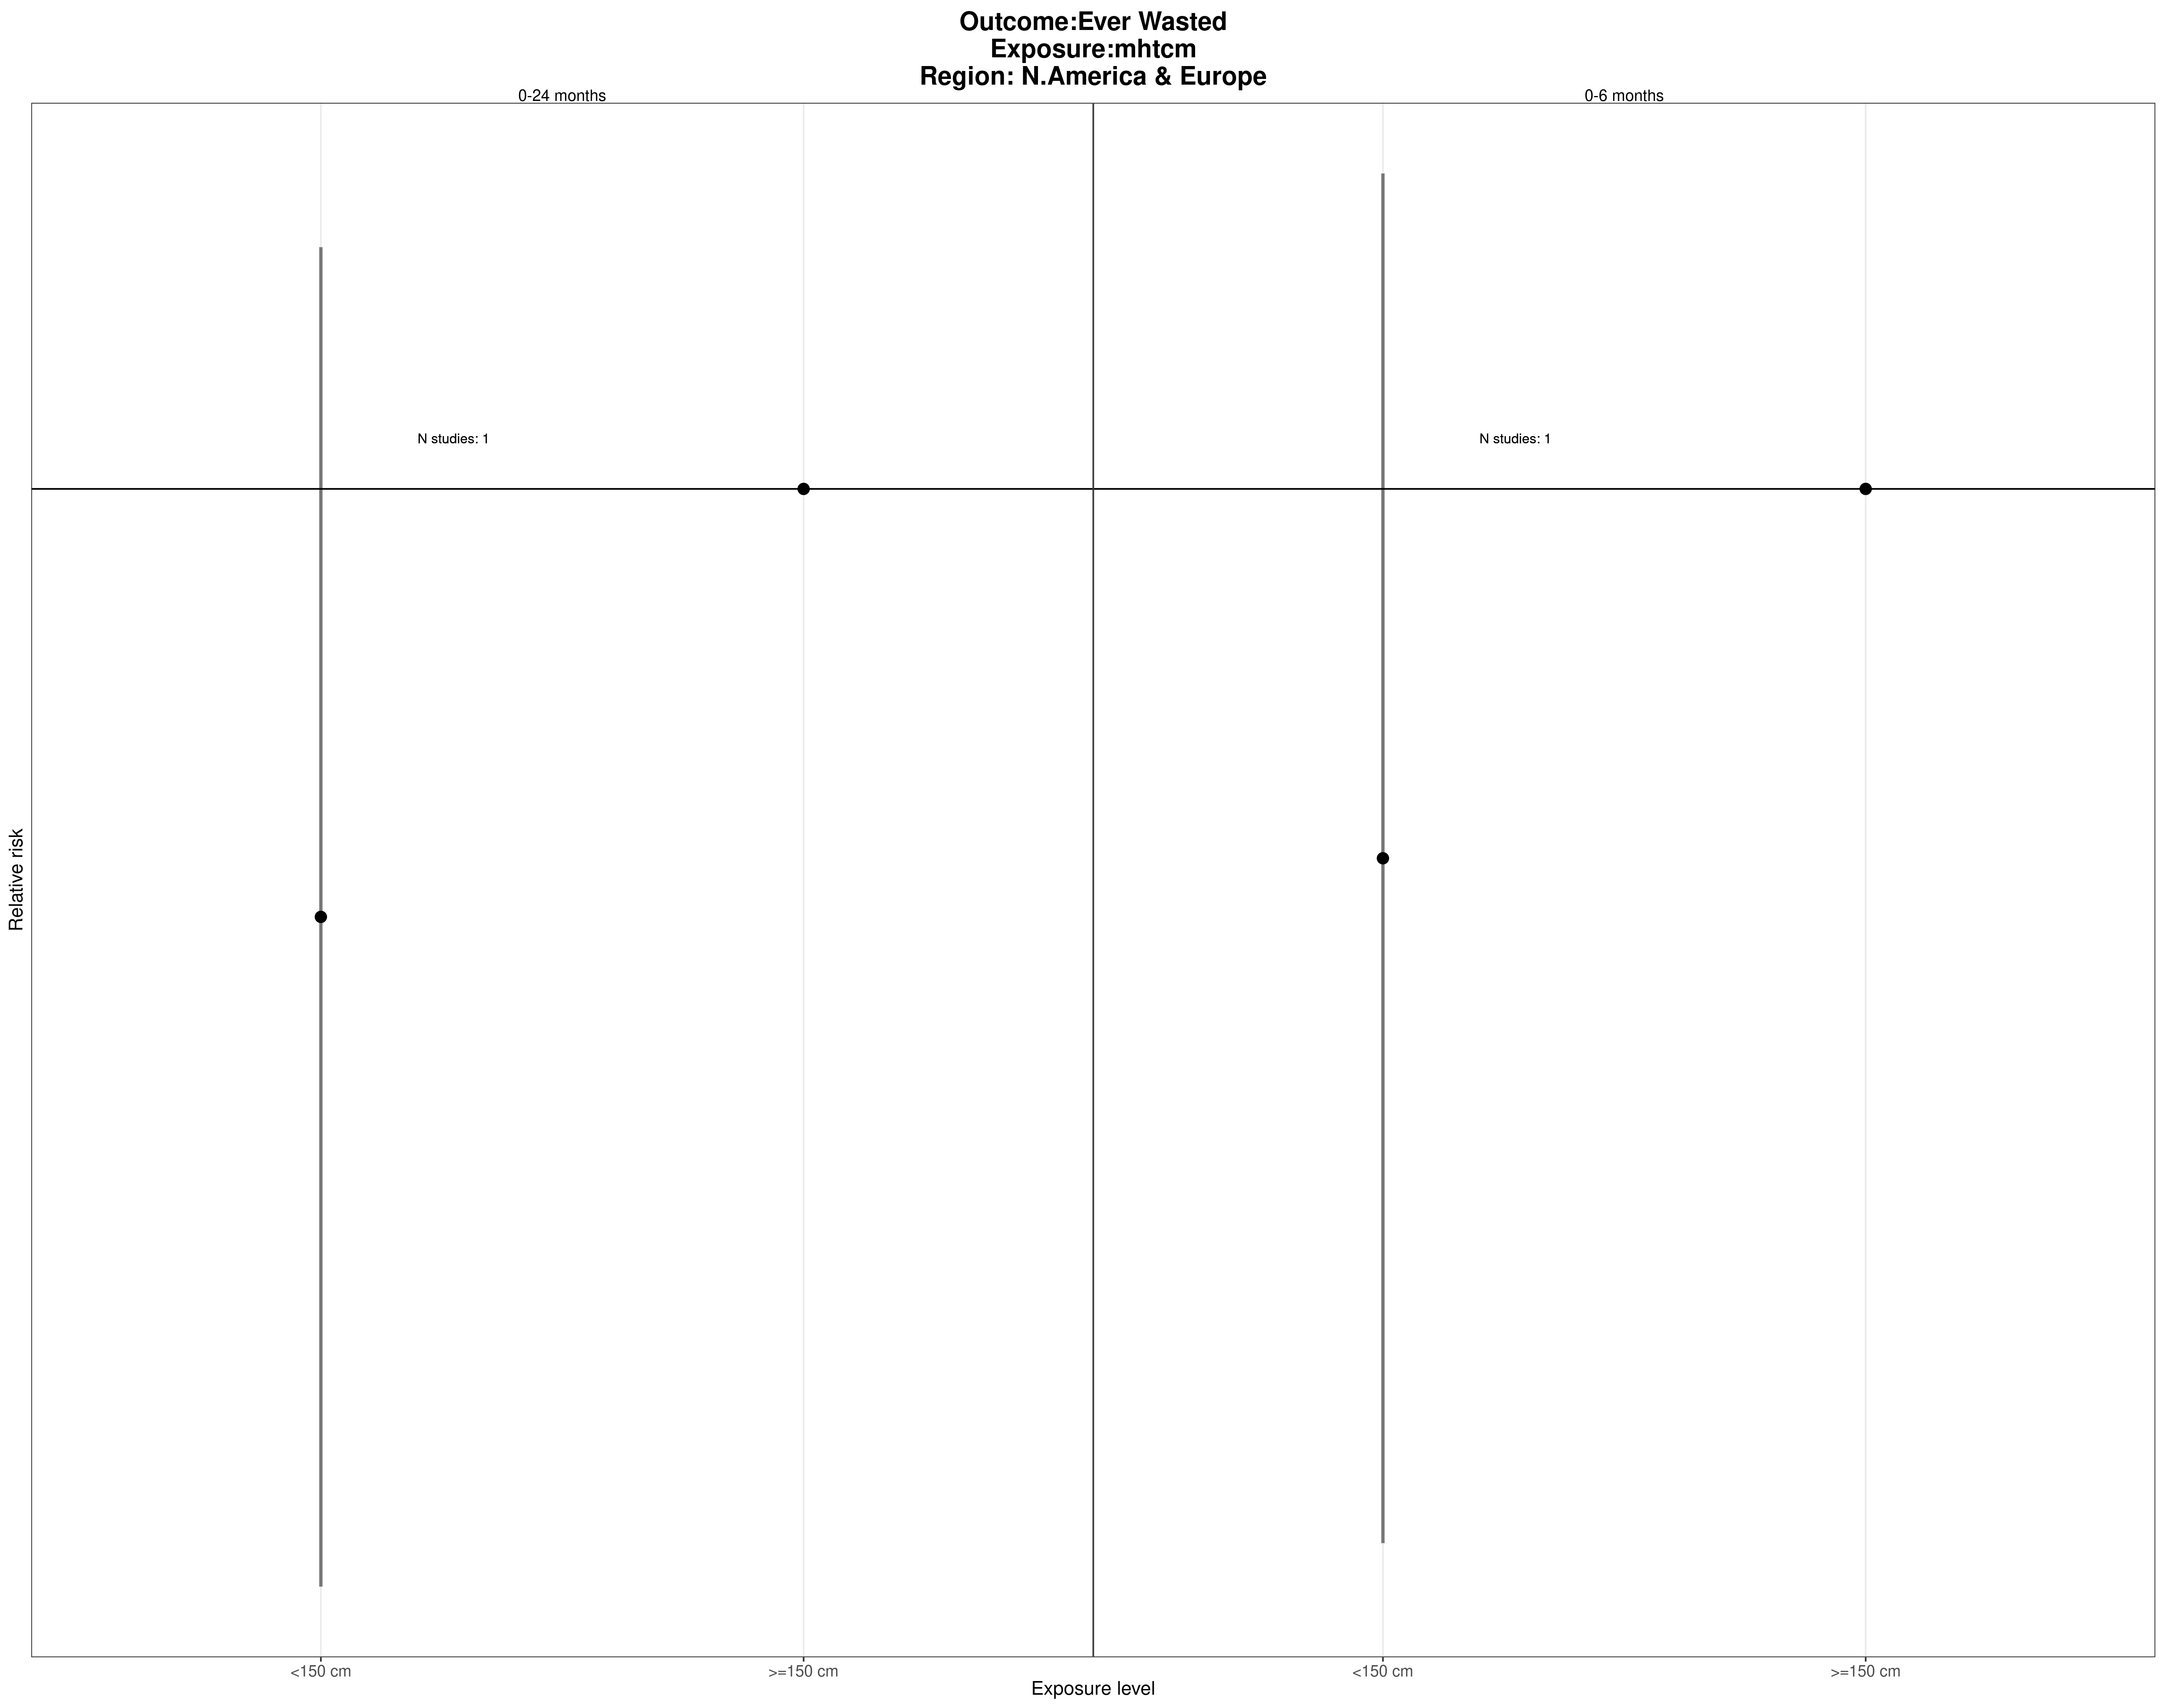 Outcome:Ever Wasted
Exposure:mhtcm
Region: N.America & Europe
0-24 months
0-6 months
N studies: 1
N studies: 1
Relative risk
<150 cm
>=150 cm
<150 cm
>=150 cm
Exposure level